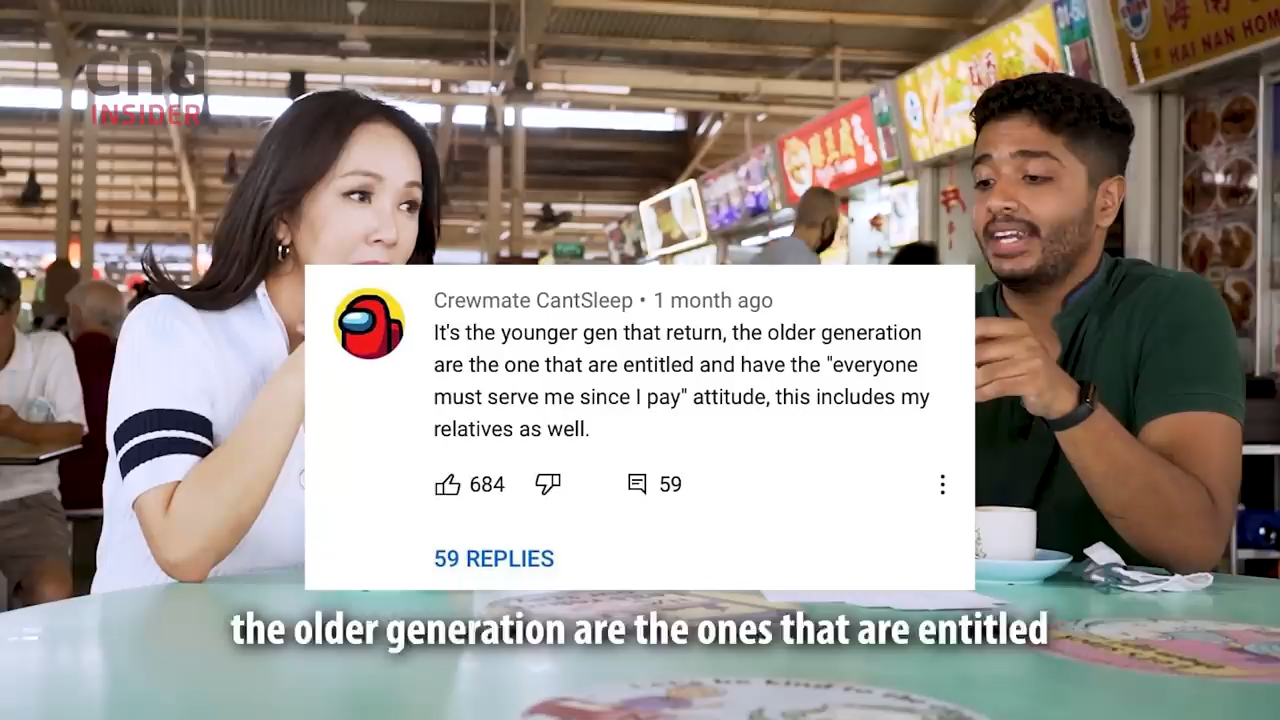 cna
INSIDER
HAI NAN HOM
Crewmate CantSleep • 1 month ago
It's the younger gen that return, the older generation
are the one that are entitled and have the "everyone
must serve me since I pay" attitude, this includes my
relatives as well.
684
59
59 REPLIES
the older generation are the ones that are entitled